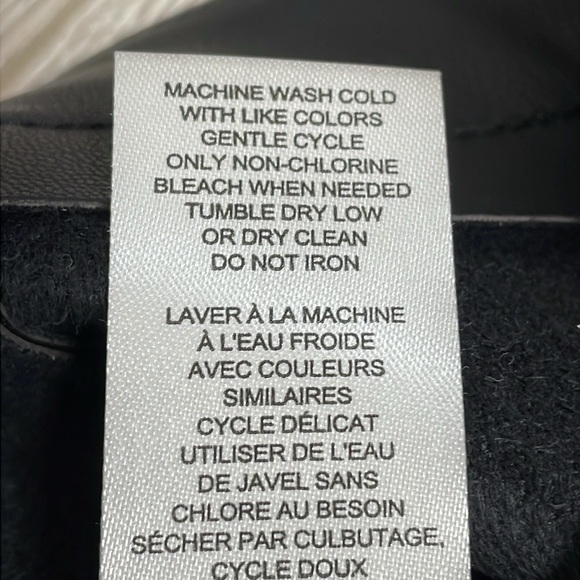 MACHINE WASH COLD
WITH LIKE COLORS
GENTLE CYCLE
ONLY NON-CHLORINE
BLEACH WHEN NEEDED
TUMBLE DRY LOW
OR DRY CLEAN
DO NOT IRON
LAVER À LA MACHINE
À L'EAU FROIDE
AVEC COULEURS
SIMILAIRES
CYCLE DÉLICAT
UTILISER DE L'EAU
DE JAVEL SANS
CHLORE AU BESOIN
SÉCHER PAR CULBUTAGE,
CYCLE DOUX